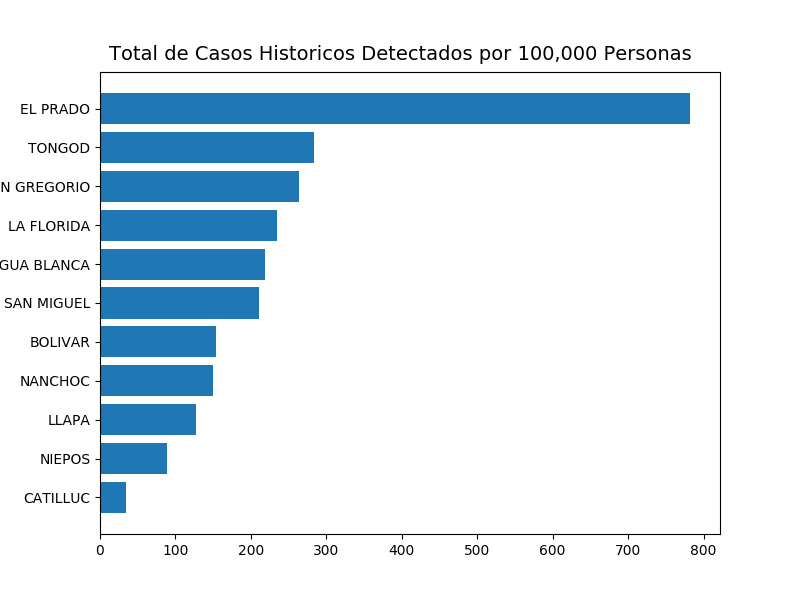 Total de Casos Historicos Detectados por 100,000 Personas
EL PRADO
TONGOD
N GREGORIO
LA FLORIDA
GUA BLANCA
SAN MIGUEL
BOLIVAR
NANCHOC
LLAPA
NIEPOS
CATILLUC
0 100 200 300 400 500 600 700 800